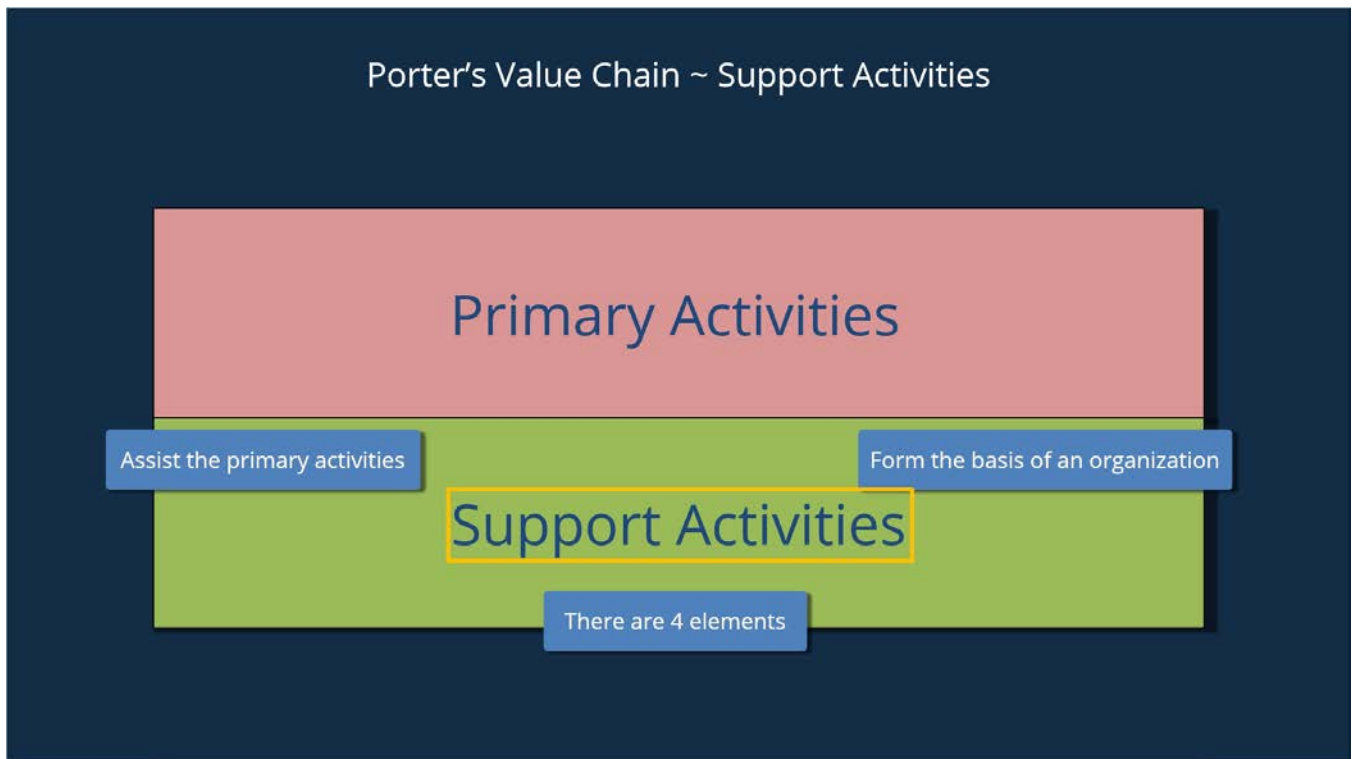 Porter’s Value Chain ~ Support Activities
Primary Activities
Assist the primary activities
Form the basis of an organization
Support Activities
There are 4 elements